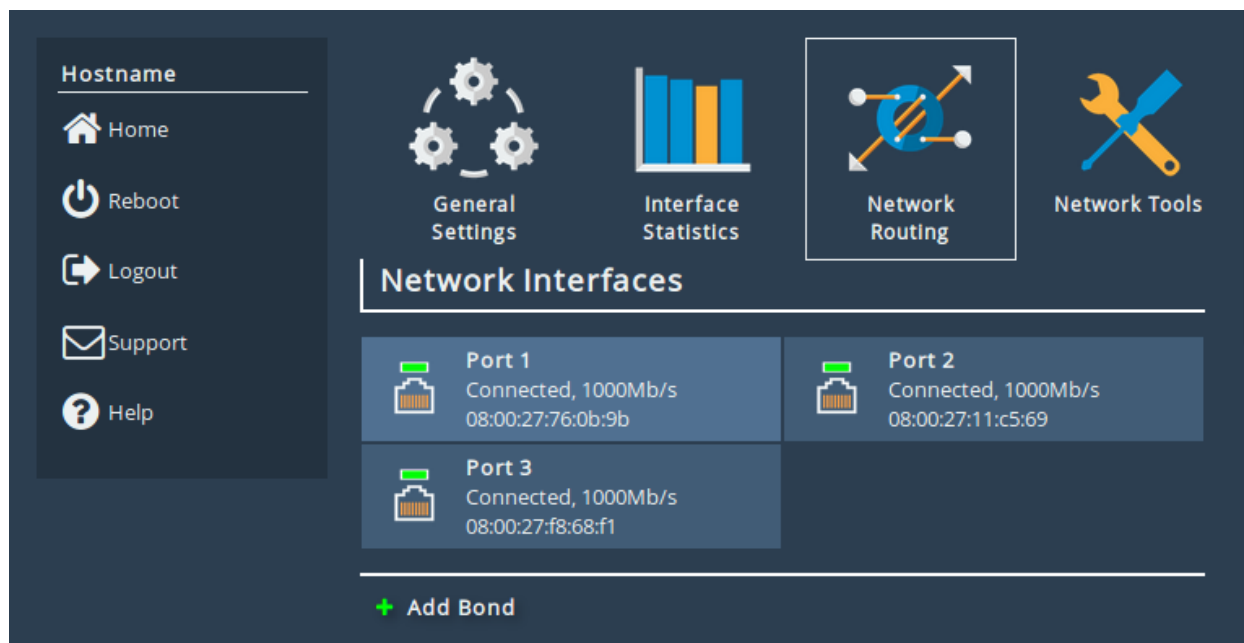 Hostname
Home
Reboot
Logout
Support
Help
General
Settings
Interface
Statistics
Network
Routing
Network Tools
Network Interfaces
Port 1
Connected, 1000Mb/s
08:00:27:76:0b:9b
Port 2
Connected, 1000Mb/s
08:00:27:11:c5:69
Port 3
Connected, 1000Mb/s
08:00:27:f8:68:f1
+ Add Bond